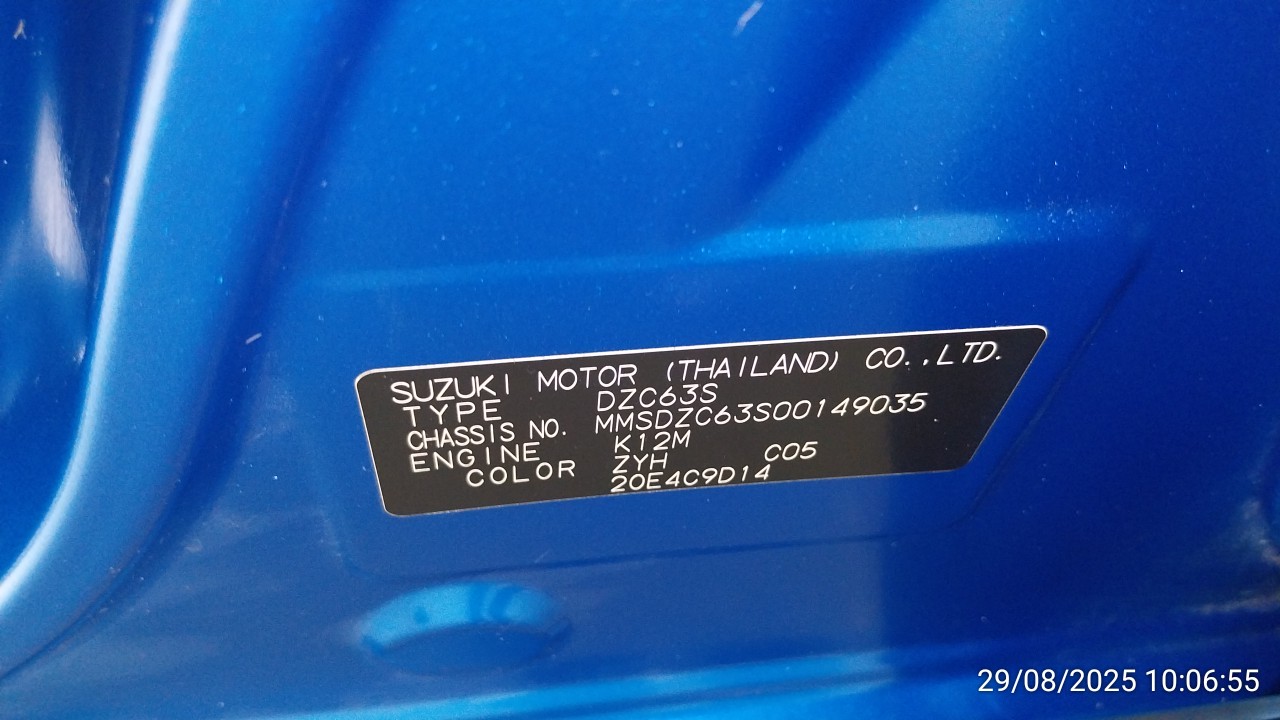 SUZUKI MOTOR (THAILAND) CO.,LTD.
TYPE DZC63S
CHASSIS NO. MMSDZC63S00149035
ENGINE K12M
COLOR ZYH C05
20E4C9D14
29/08/2025 10:06:55